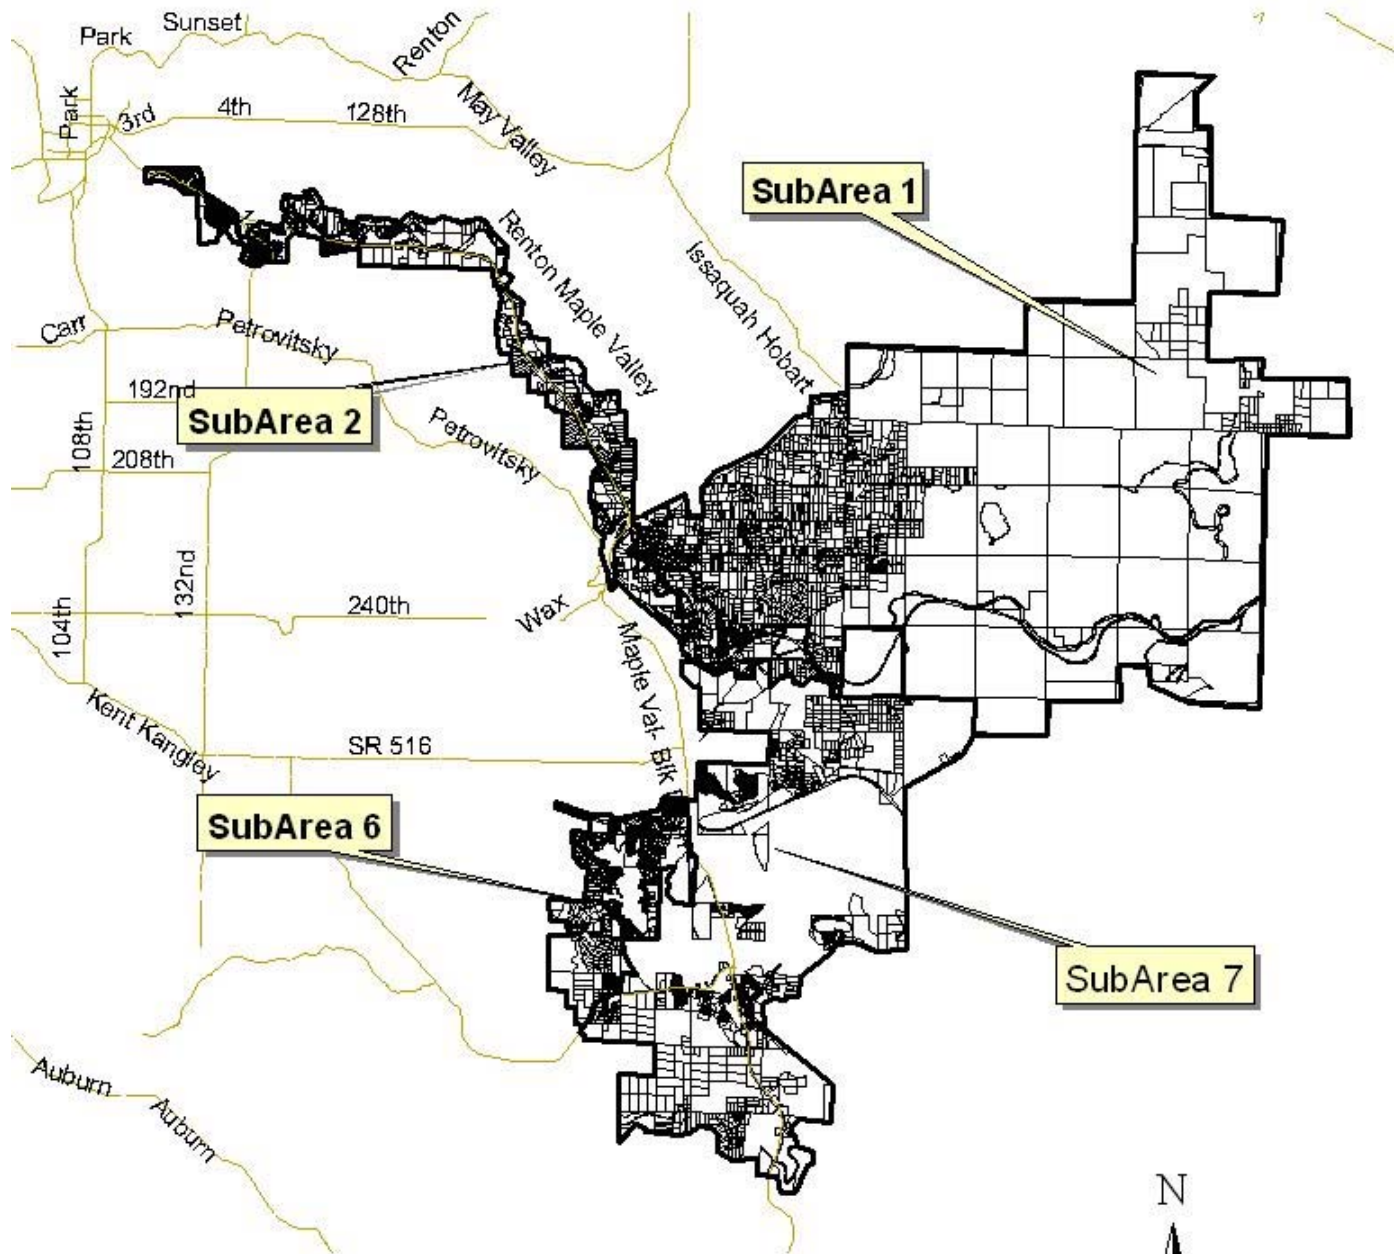 Sunset
Park
Renton
Park
3rd
4th
128th
May Valley
SubArea 1
Renton Maple Valley
Issaquah Hobart
Carr
Petrovitsky
192nd
SubArea 2
108th
Petrovitsky
208th
132nd
104th
240th
Wax
Maple Val- Blk
Kent Kangley
SR 516
SubArea 6
SubArea 7
Auburn
Auburn
N